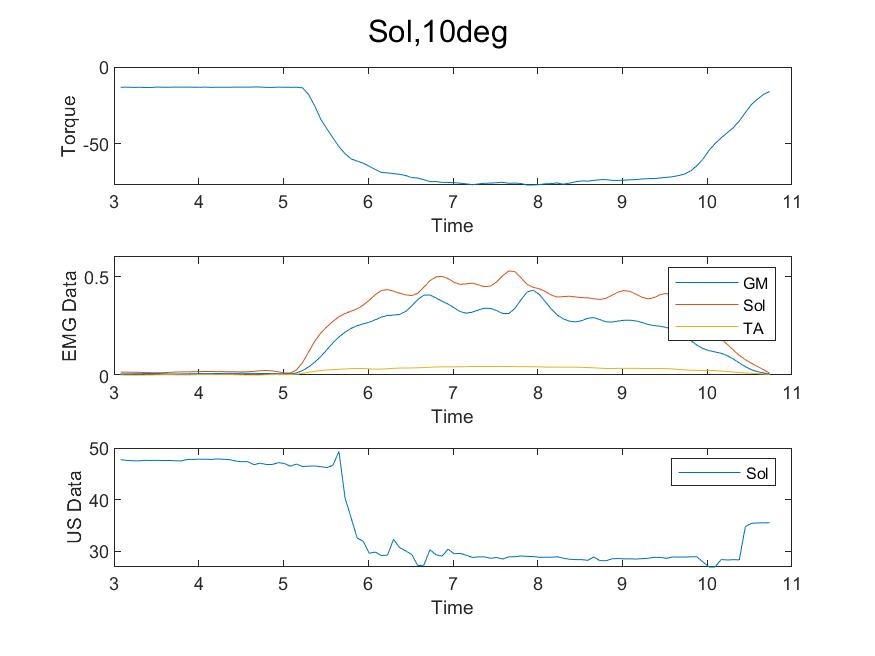 Sol,10deg
0
-50
Torque
3 4 5 6 7 8 9 10 11
Time
0.5
0
EMG Data
GM
Sol
TA
3 4 5 6 7 8 9 10 11
Time
50
40
30
US Data
Sol
3 4 5 6 7 8 9 10 11
Time